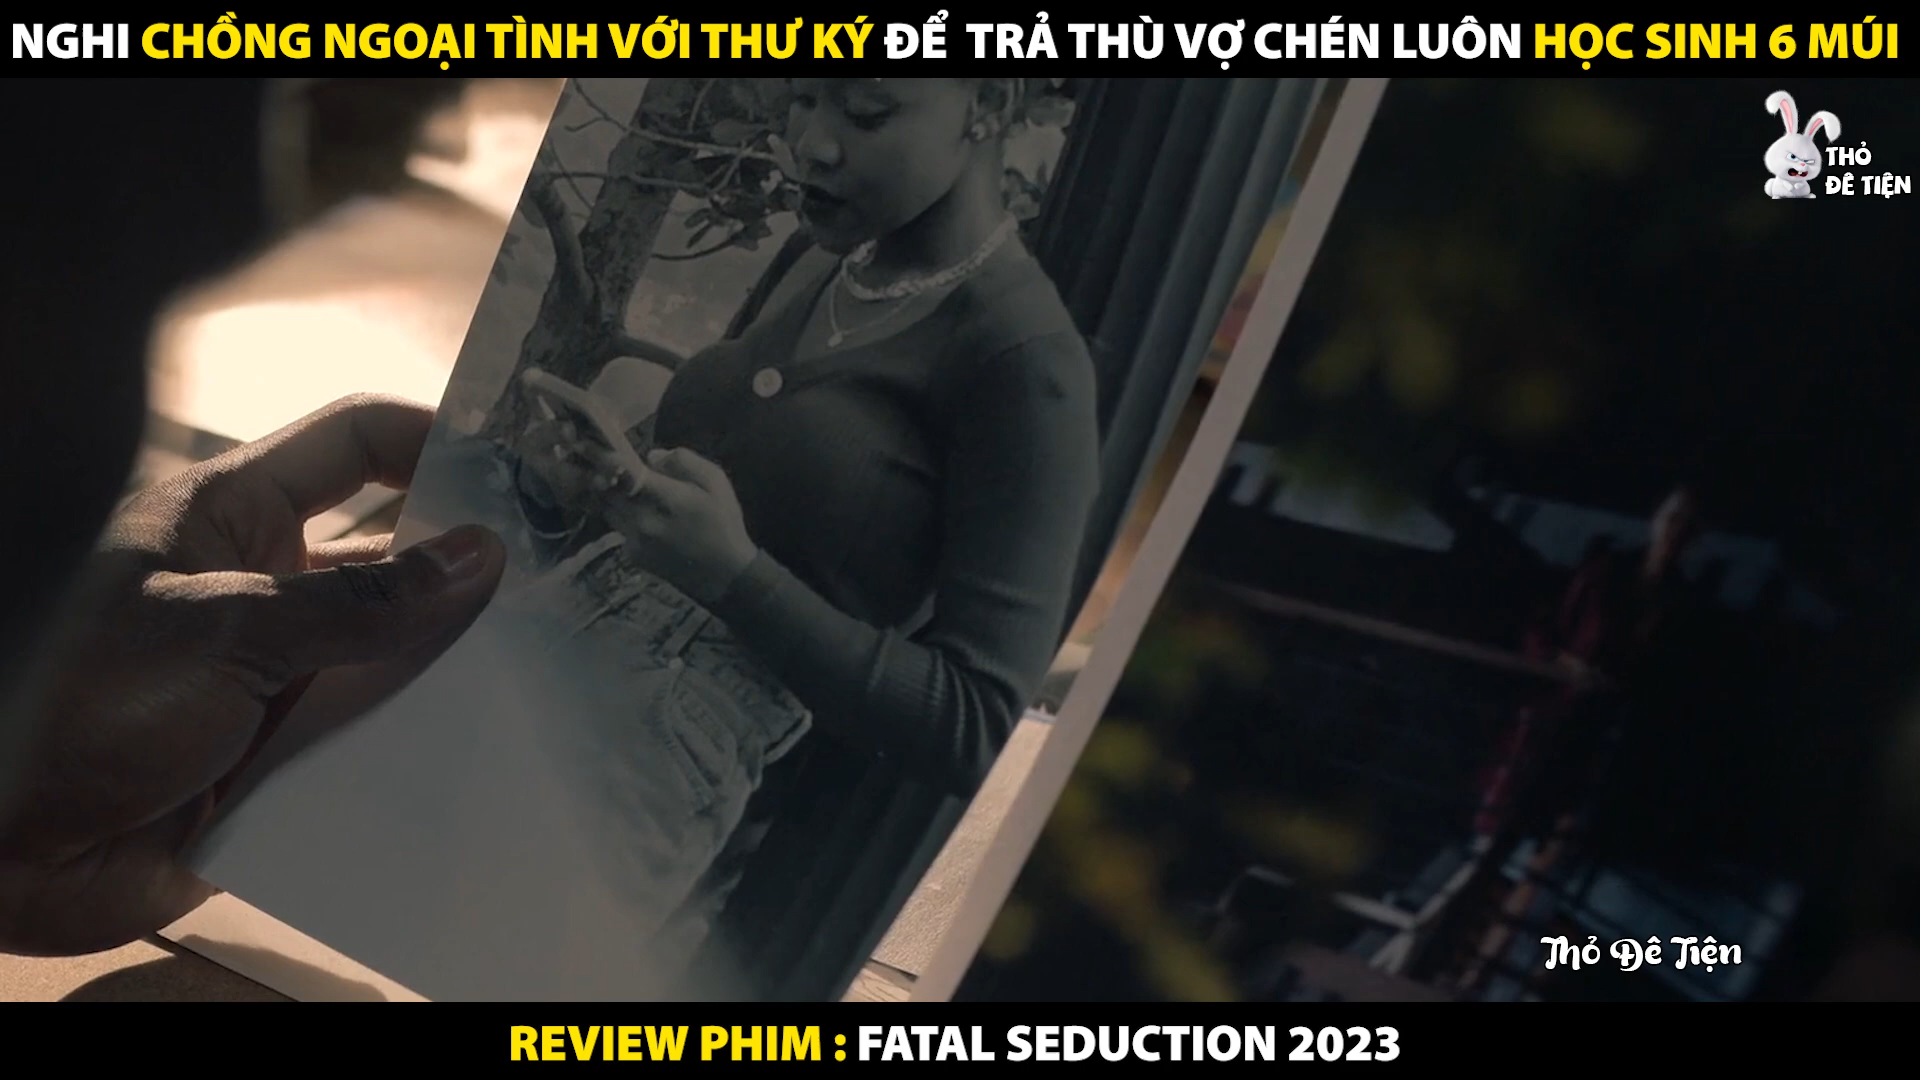 NGHI CHỒNG NGOẠI TÌNH VỚI THƯ KÝ ĐỂ TRẢ THÙ VỢ CHÉN LUÔN HỌC SINH 6 MÚI
THỎ
ĐÊ TIỆN
Thỏ Đê Tiện
REVIEW PHIM : FATAL SEDUCTION 2023